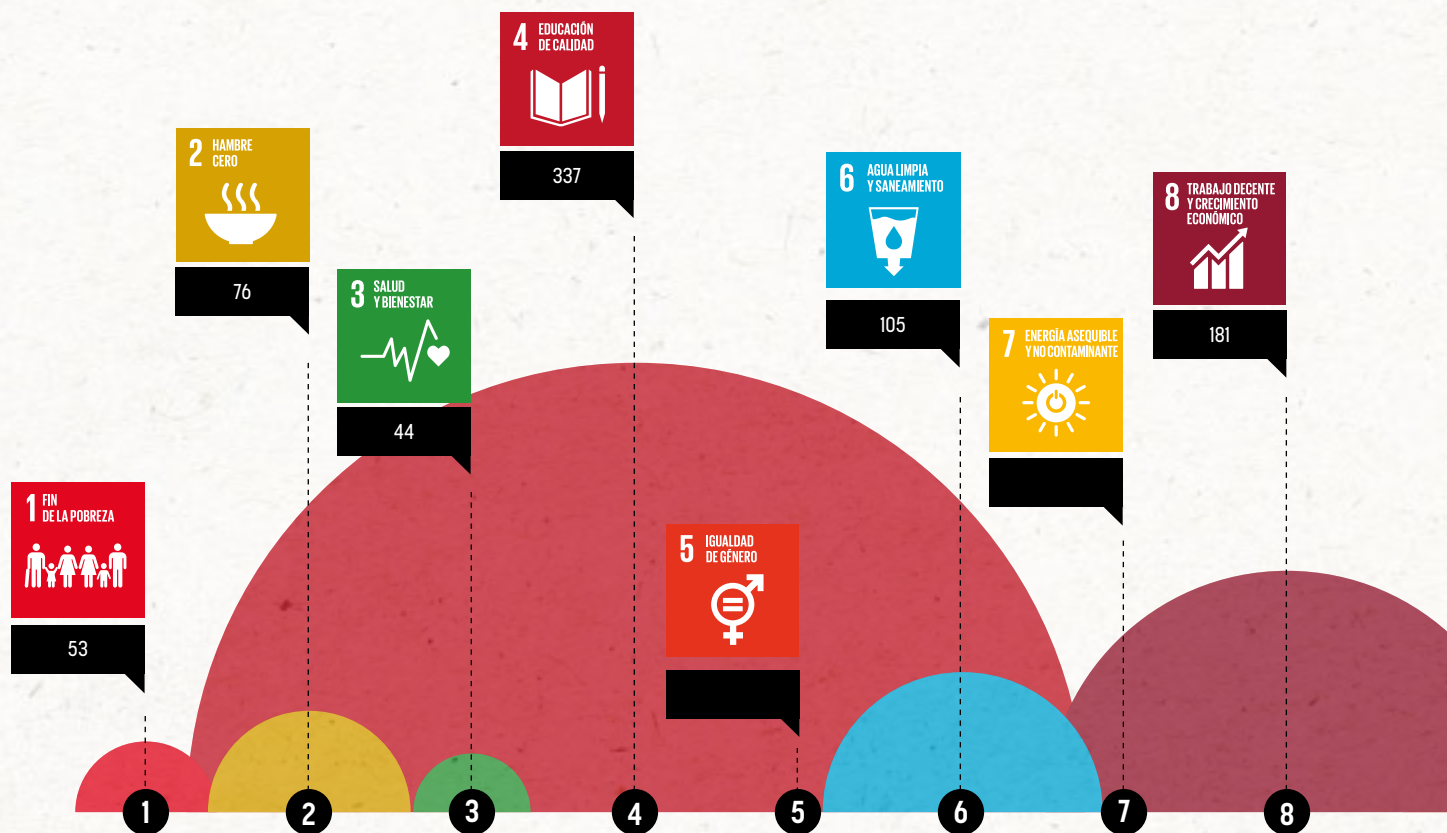 1 FIN
DE LA POBREZA
53
2 HAMBRE
CERO
76
3 SALUD
Y BIENESTAR
44
4 EDUCACIÓN
DE CALIDAD
337
5 IGUALDAD
DE GÉNERO
6 AGUA LIMPIA
Y SANEAMIENTO
105
7 ENERGÍA ASEQUIBLE
Y NO CONTAMINANTE
8 TRABAJO DECENTE
Y CRECIMIENTO
ECONÓMICO
181
1 2 3 4 5 6 7 8